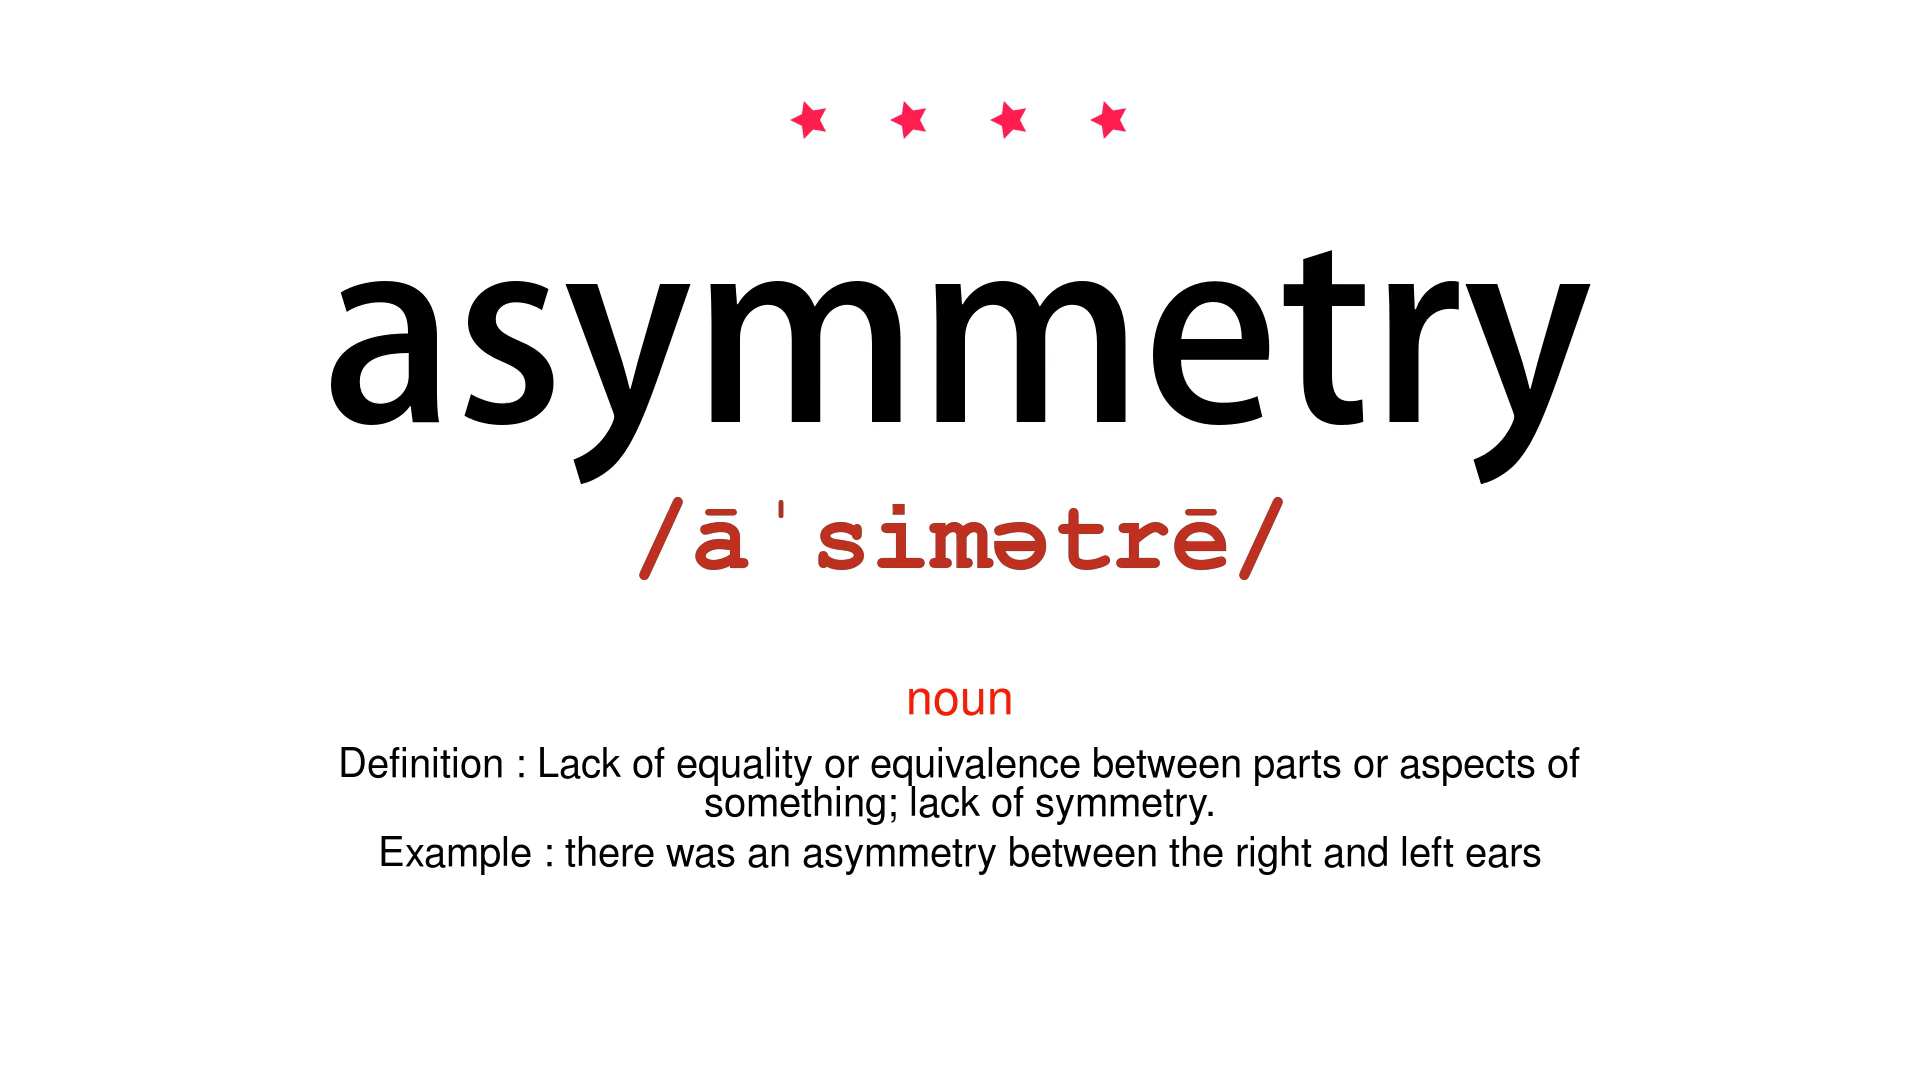 asymmetry
/āˈsimətrē/
noun
Definition : Lack of equality or equivalence between parts or aspects of
something; lack of symmetry.
Example : there was an asymmetry between the right and left ears